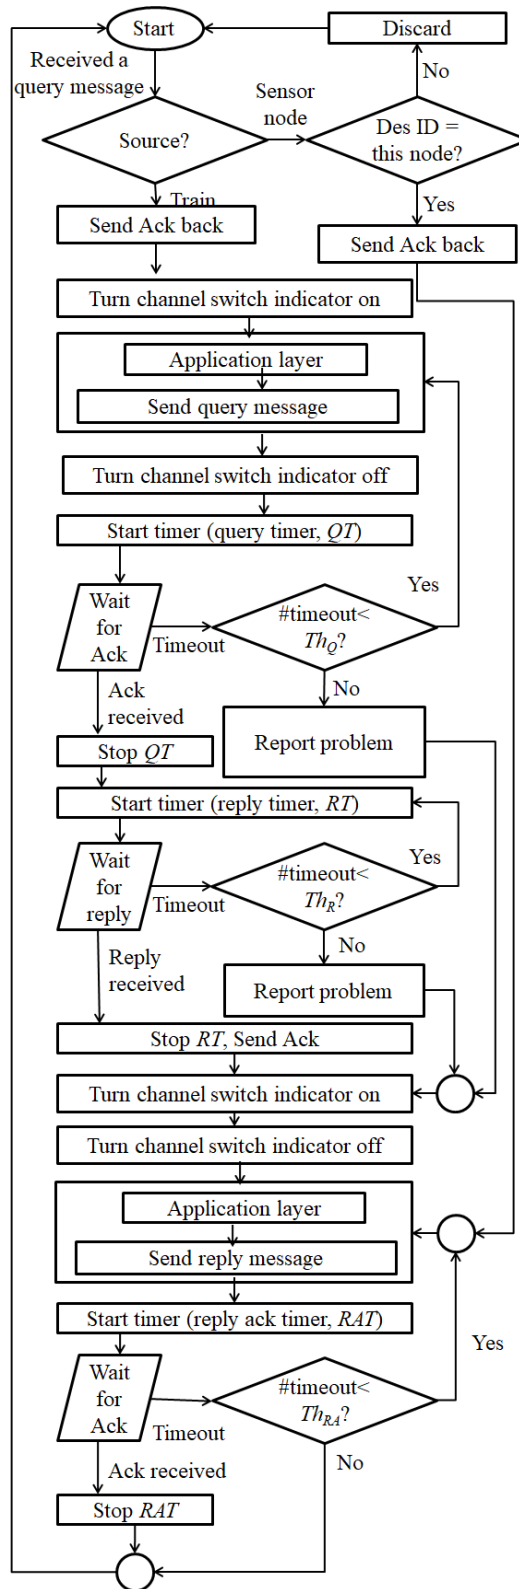 Start
Discard
Received a
query message
No
Sensor
node
Source?
Des ID =
this node?
Train
Yes
Send Ack back
Send Ack back
Turn channel switch indicator on
Application layer
Send query message
Turn channel switch indicator off
Start timer (query timer, QT)
Yes
Wait
for
Ack
Timeout
#timeout<
ThQ?
No
Ack
received
Report problem
Stop QT
Start timer (reply timer, RT)
Yes
Wait
for
reply
Timeout
#timeout<
ThR?
No
Reply
received
Report problem
Stop RT, Send Ack
Turn channel switch indicator on
Turn channel switch indicator off
Application layer
Send reply message
Start timer (reply ack timer, RAT)
Yes
Wait
for
Ack
Timeout
#timeout<
ThRA?
No
Ack received
Stop RAT